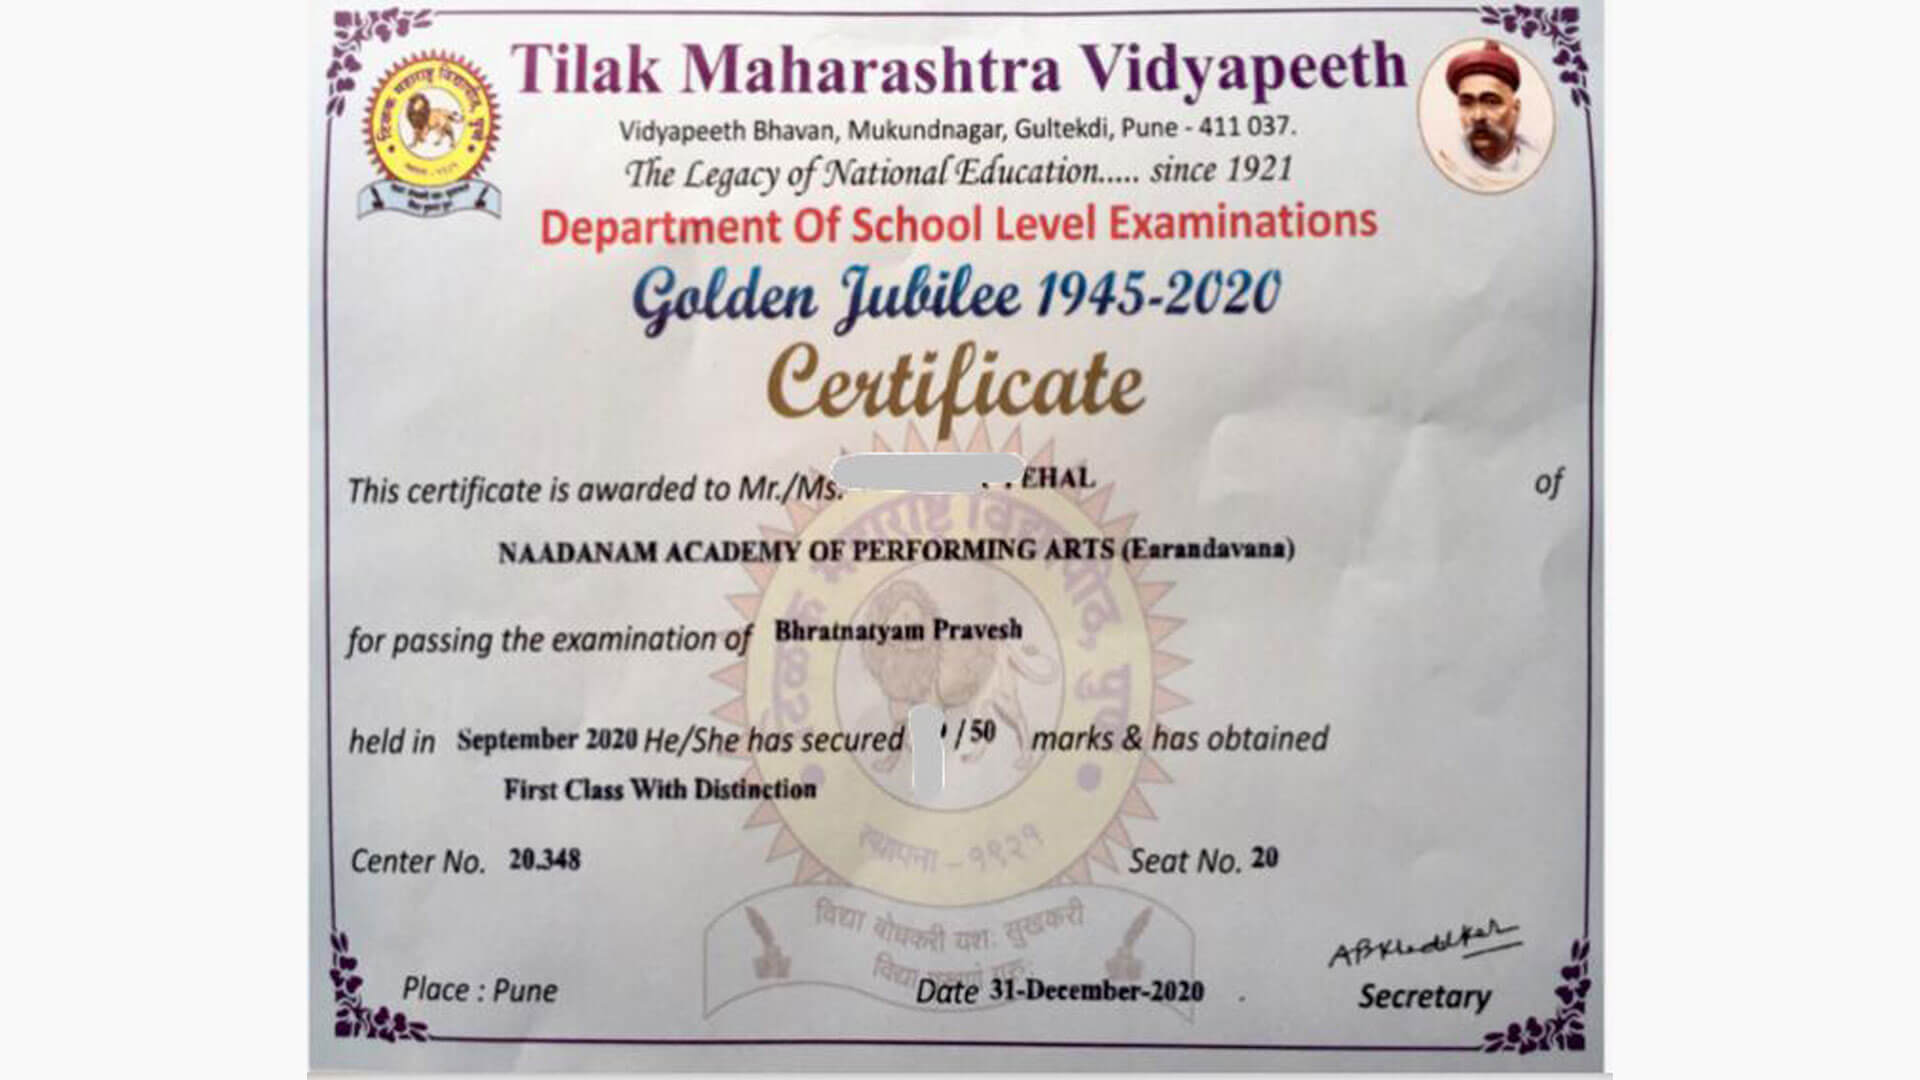 Tilak Maharashtra Vidyapeeth
Vidyapeeth Bhavan, Mukundnagar, Gultekdi, Pune - 411 037.
The Legacy of National Education..... since 1921
Department Of School Level Examinations
Golden Jubilee 1945-2020
Certificate
This certificate is awarded to Mr./Ms. EHAL of
NAADANAM ACADEMY OF PERFORMING ARTS (Earandavana)
for passing the examination of Bhratnatyam Pravesh
held in September 2020 He/She has secured /50 marks & has obtained
First Class With Distinction
Center No. 20.348 Seat No. 20
स्थापना - १९२१
विद्या बोधकरी यश: सुखकरी
विद्या गुरु:
Place : Pune Date 31-December-2020 Secretary